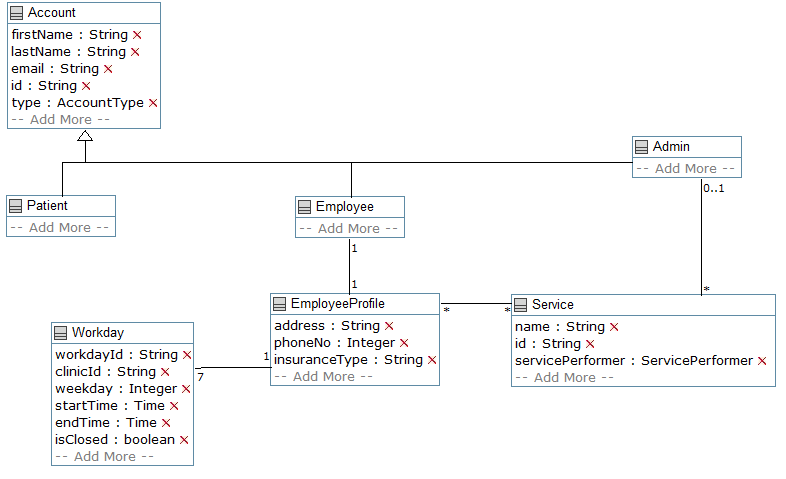 Account
firstName : String X
lastName : String X
email : String X
id : String X
type : AccountType X
-- Add More --
Admin
-- Add More --
0..1
*
Patient
-- Add More --
Employee
-- Add More --
1
1
EmployeeProfile
address : String X
phoneNo : Integer X
insuranceType : String X
-- Add More --
*
*
Service
name : String X
id : String X
servicePerformer : ServicePerformer X
-- Add More --
1
7
Workday
workdayId : String X
clinicId : String X
weekday : Integer X
startTime : Time X
endTime : Time X
isClosed : boolean X
-- Add More --